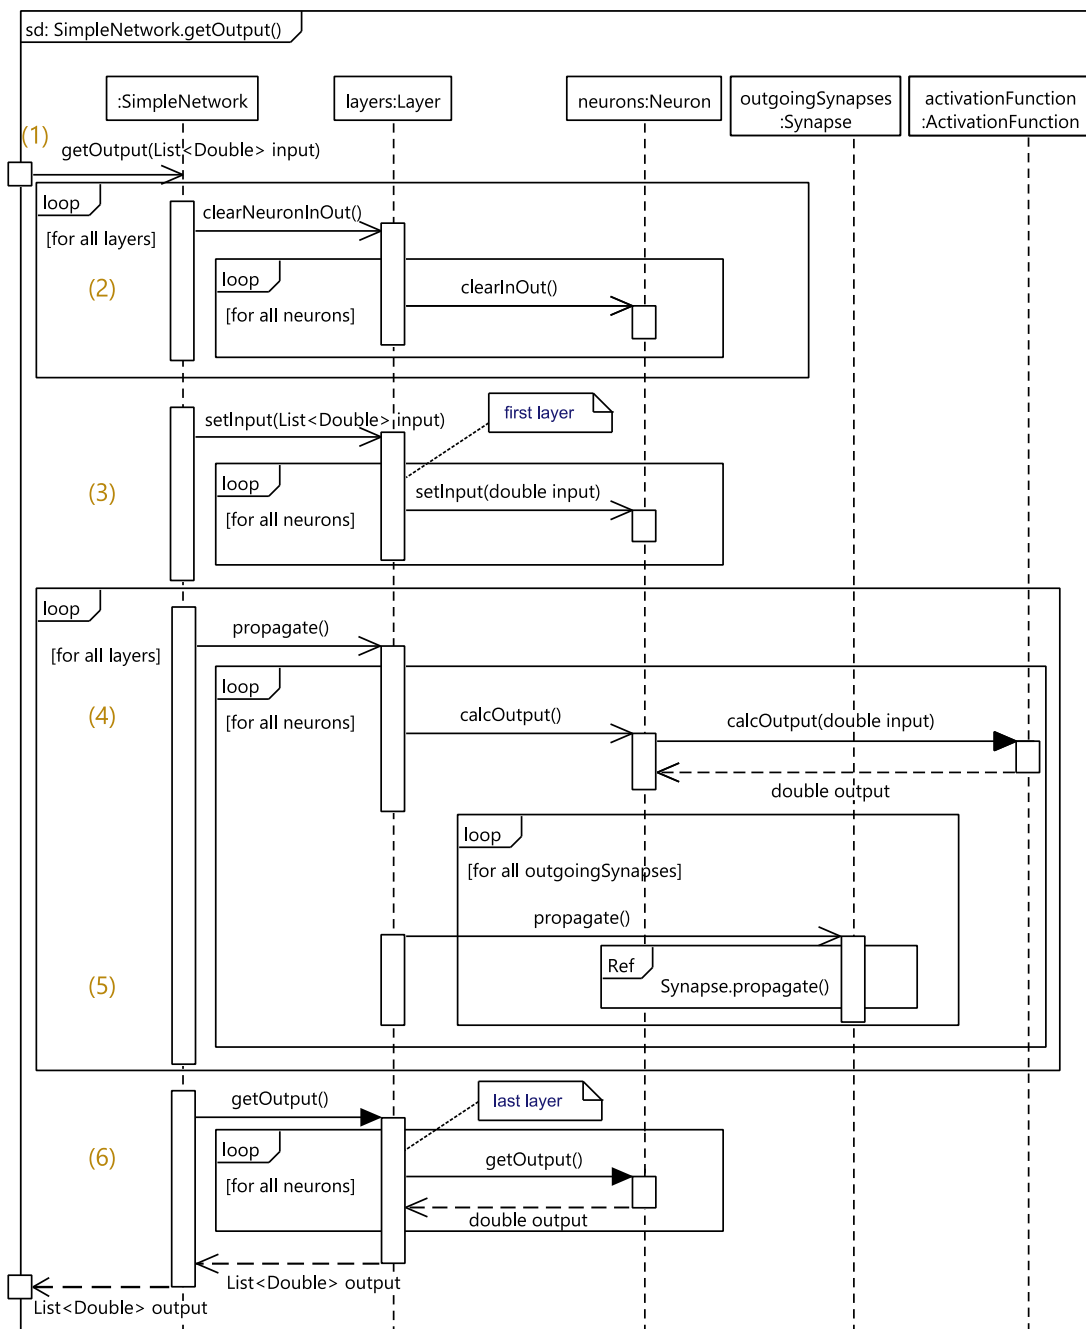 sd: SimpleNetwork.getOutput()
:SimpleNetwork
layers:Layer
neurons:Neuron
outgoingSynapses
:Synapse
activationFunction
:ActivationFunction
(1)
getOutput(List<Double> input)
loop
[for all layers]
clearNeuronInOut()
(2)
loop
[for all neurons]
clearInOut()
first layer
setInput(List<Double> input)
(3)
loop
[for all neurons]
setInput(double input)
loop
[for all layers]
propagate()
(4)
loop
[for all neurons]
calcOutput()
calcOutput(double input)
double output
loop
[for all outgoingSynapses]
propagate()
(5)
Ref
Synapse.propagate()
getOutput()
last layer
(6)
loop
[for all neurons]
getOutput()
double output
List<Double> output
List<Double> output